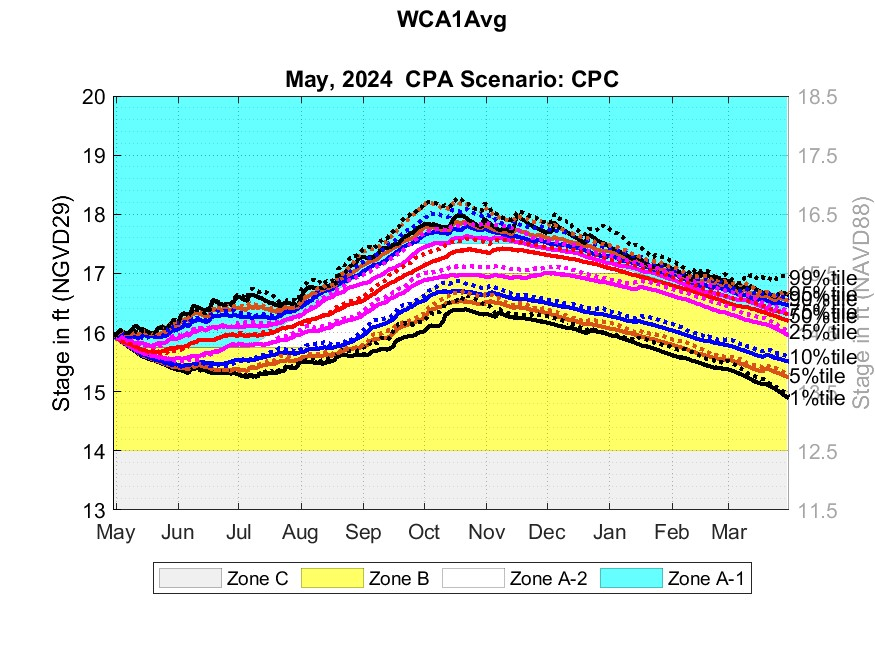 WCA1Avg
May, 2024 CPA Scenario: CPC
20
19
18
17
16
15
14
13
Stage in ft (NGVD29)
18.5
17.5
16.5
12.5
11.5
Stage in ft (NAVD88)
99%tile
25%tile
10%tile
5%tile
1%tile
May Jun Jul Aug Sep Oct Nov Dec Jan Feb Mar
Zone C Zone B Zone A-2 Zone A-1